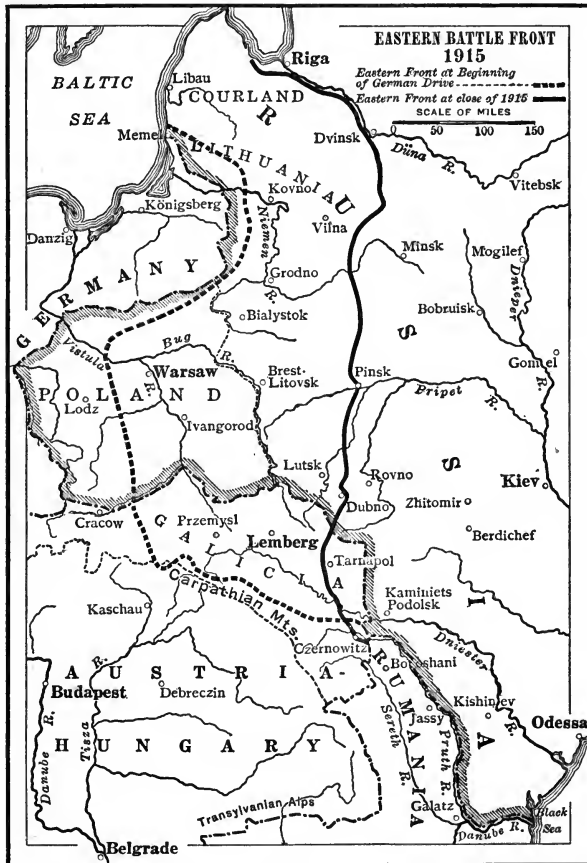 EASTERN BATTLE FRONT
1915
Eastern Front at Beginning
of German Drive
Eastern Front at close of 1915
SCALE OF MILES
0 50 100 150
BALTIC
SEA
Riga
Libau
COURLAND
Memel
Dvinsk
LITHUANIA
Düna R.
Vitebsk
Kovno
Königsberg
Niemen R.
Vilna
Danzig
Minsk
Mogilef
Dnieper R.
GERMANY
Grodno
Bialystok
Bobruisk
Gomel
Vistula R.
Bug R.
Warsaw
Brest-
Litovsk
Pinsk
POLAND
Lodz
Pripet R.
Ivangorod
Lutsk
Rovno
Kiev
Dubno
Zhitomir
Cracow
Przemysl
Lemberg
Berdichef
GALICIA
Tarnapol
Carpathian Mts.
Kaminiets
Podolsk
Kaschau
Czernowitz
Dniester R.
RUSSIA
AUSTRIA-
HUNGARY
Budapest
Debreczin
Botoshani
Kishinev
Jassy
Odessa
Danube R.
Tisza R.
RUMANIA
Sereth R.
Pruth R.
Transylvanian Alps
Galatz
Black
Sea
Danube R.
Belgrade